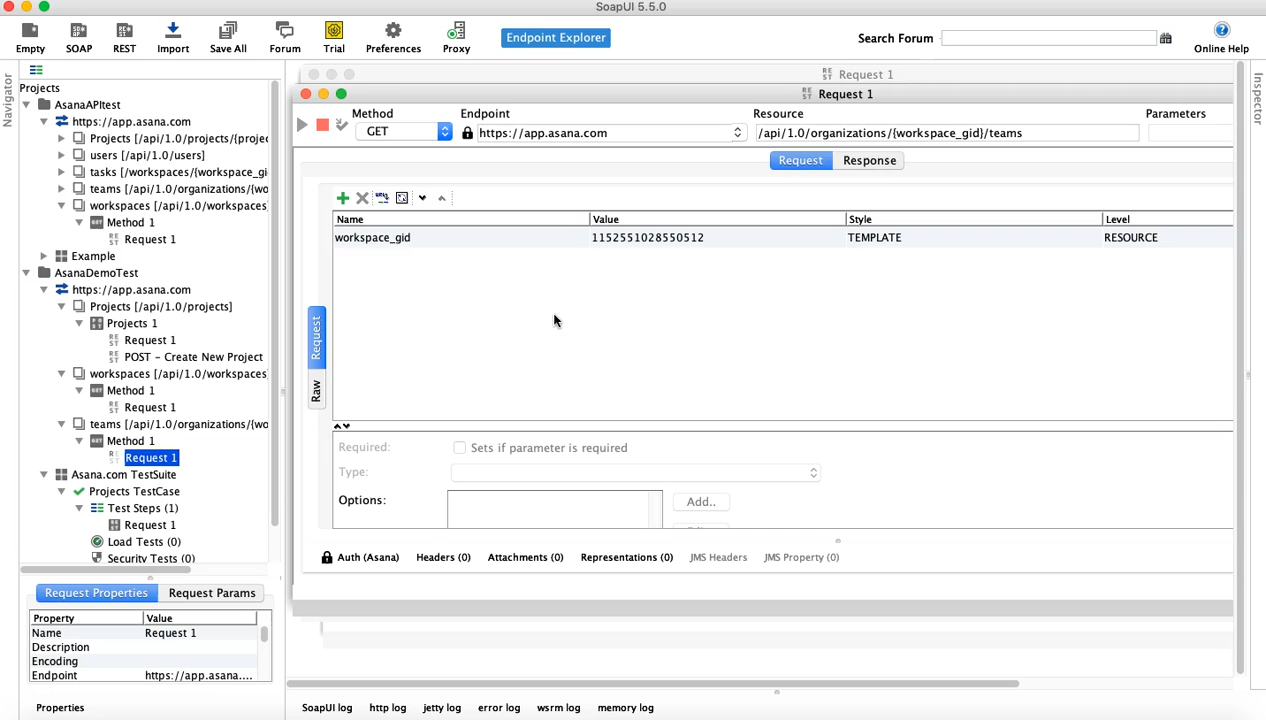 SoapUI 5.5.0
Empty
SOAP
REST
Import
Save All
Forum
Trial
Preferences
Proxy
Endpoint Explorer
Search Forum
Online Help
Navigator
Projects
AsanaAPItest
https://app.asana.com
Projects [/api/1.0/projects/{projec
users [/api/1.0/users]
tasks [/workspaces/{workspace_gi
teams [/api/1.0/organizations/{wo
workspaces [/api/1.0/workspaces
Method 1
Request 1
Example
AsanaDemoTest
https://app.asana.com
Projects [/api/1.0/projects]
Projects 1
Request 1
POST - Create New Project
workspaces [/api/1.0/workspaces
Method 1
Request 1
teams [/api/1.0/organizations/{wo
Method 1
Request 1
Asana.com TestSuite
Projects TestCase
Test Steps (1)
Request 1
Load Tests (0)
Security Tests (0)
Request Properties
Request Params
Property Value
Name Request 1
Description
Encoding
Endpoint https://app.asana....
Properties
Request 1
Request 1
Method
GET
Endpoint
https://app.asana.com
Resource
/api/1.0/organizations/{workspace_gid}/teams
Parameters
Request
Response
Name Value Style Level
workspace_gid 1152551028550512 TEMPLATE RESOURCE
Request
Raw
Required:
Sets if parameter is required
Type:
Options:
Add..
Auth (Asana)
Headers (0)
Attachments (0)
Representations (0)
JMS Headers
JMS Property (0)
SoapUI log
http log
jetty log
error log
wsrm log
memory log
Inspector